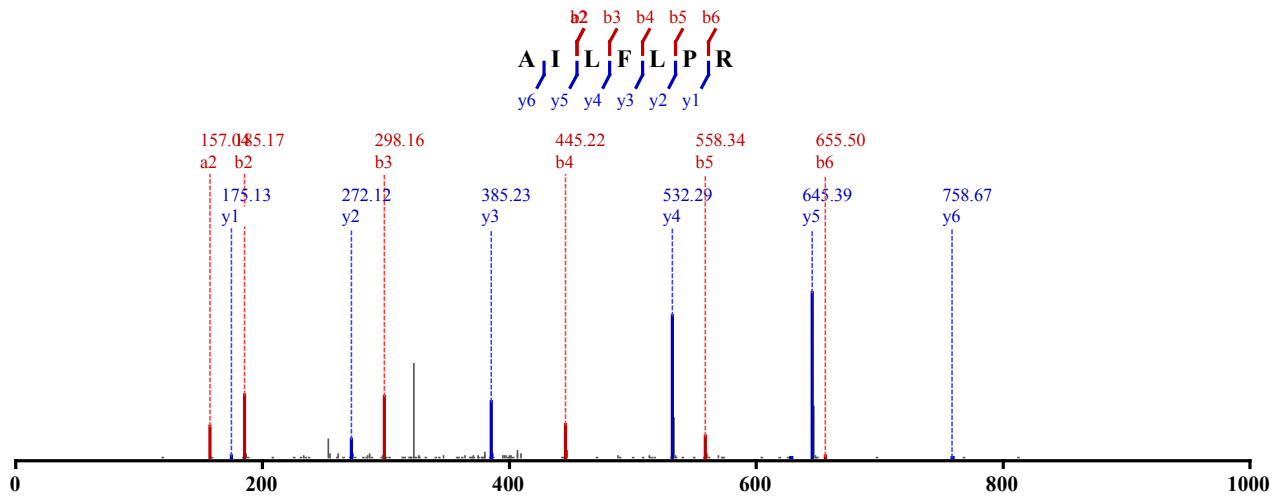 a2 b2 b3 b4 b5 b6
A I L F L P R
y6 y5 y4 y3 y2 y1
157.04 185.17 298.16 445.22 558.34 655.50
a2 b2 b3 b4 b5 b6
175.13 272.12 385.23 532.29 645.39 758.67
y1 y2 y3 y4 y5 y6
0 200 400 600 800 1000